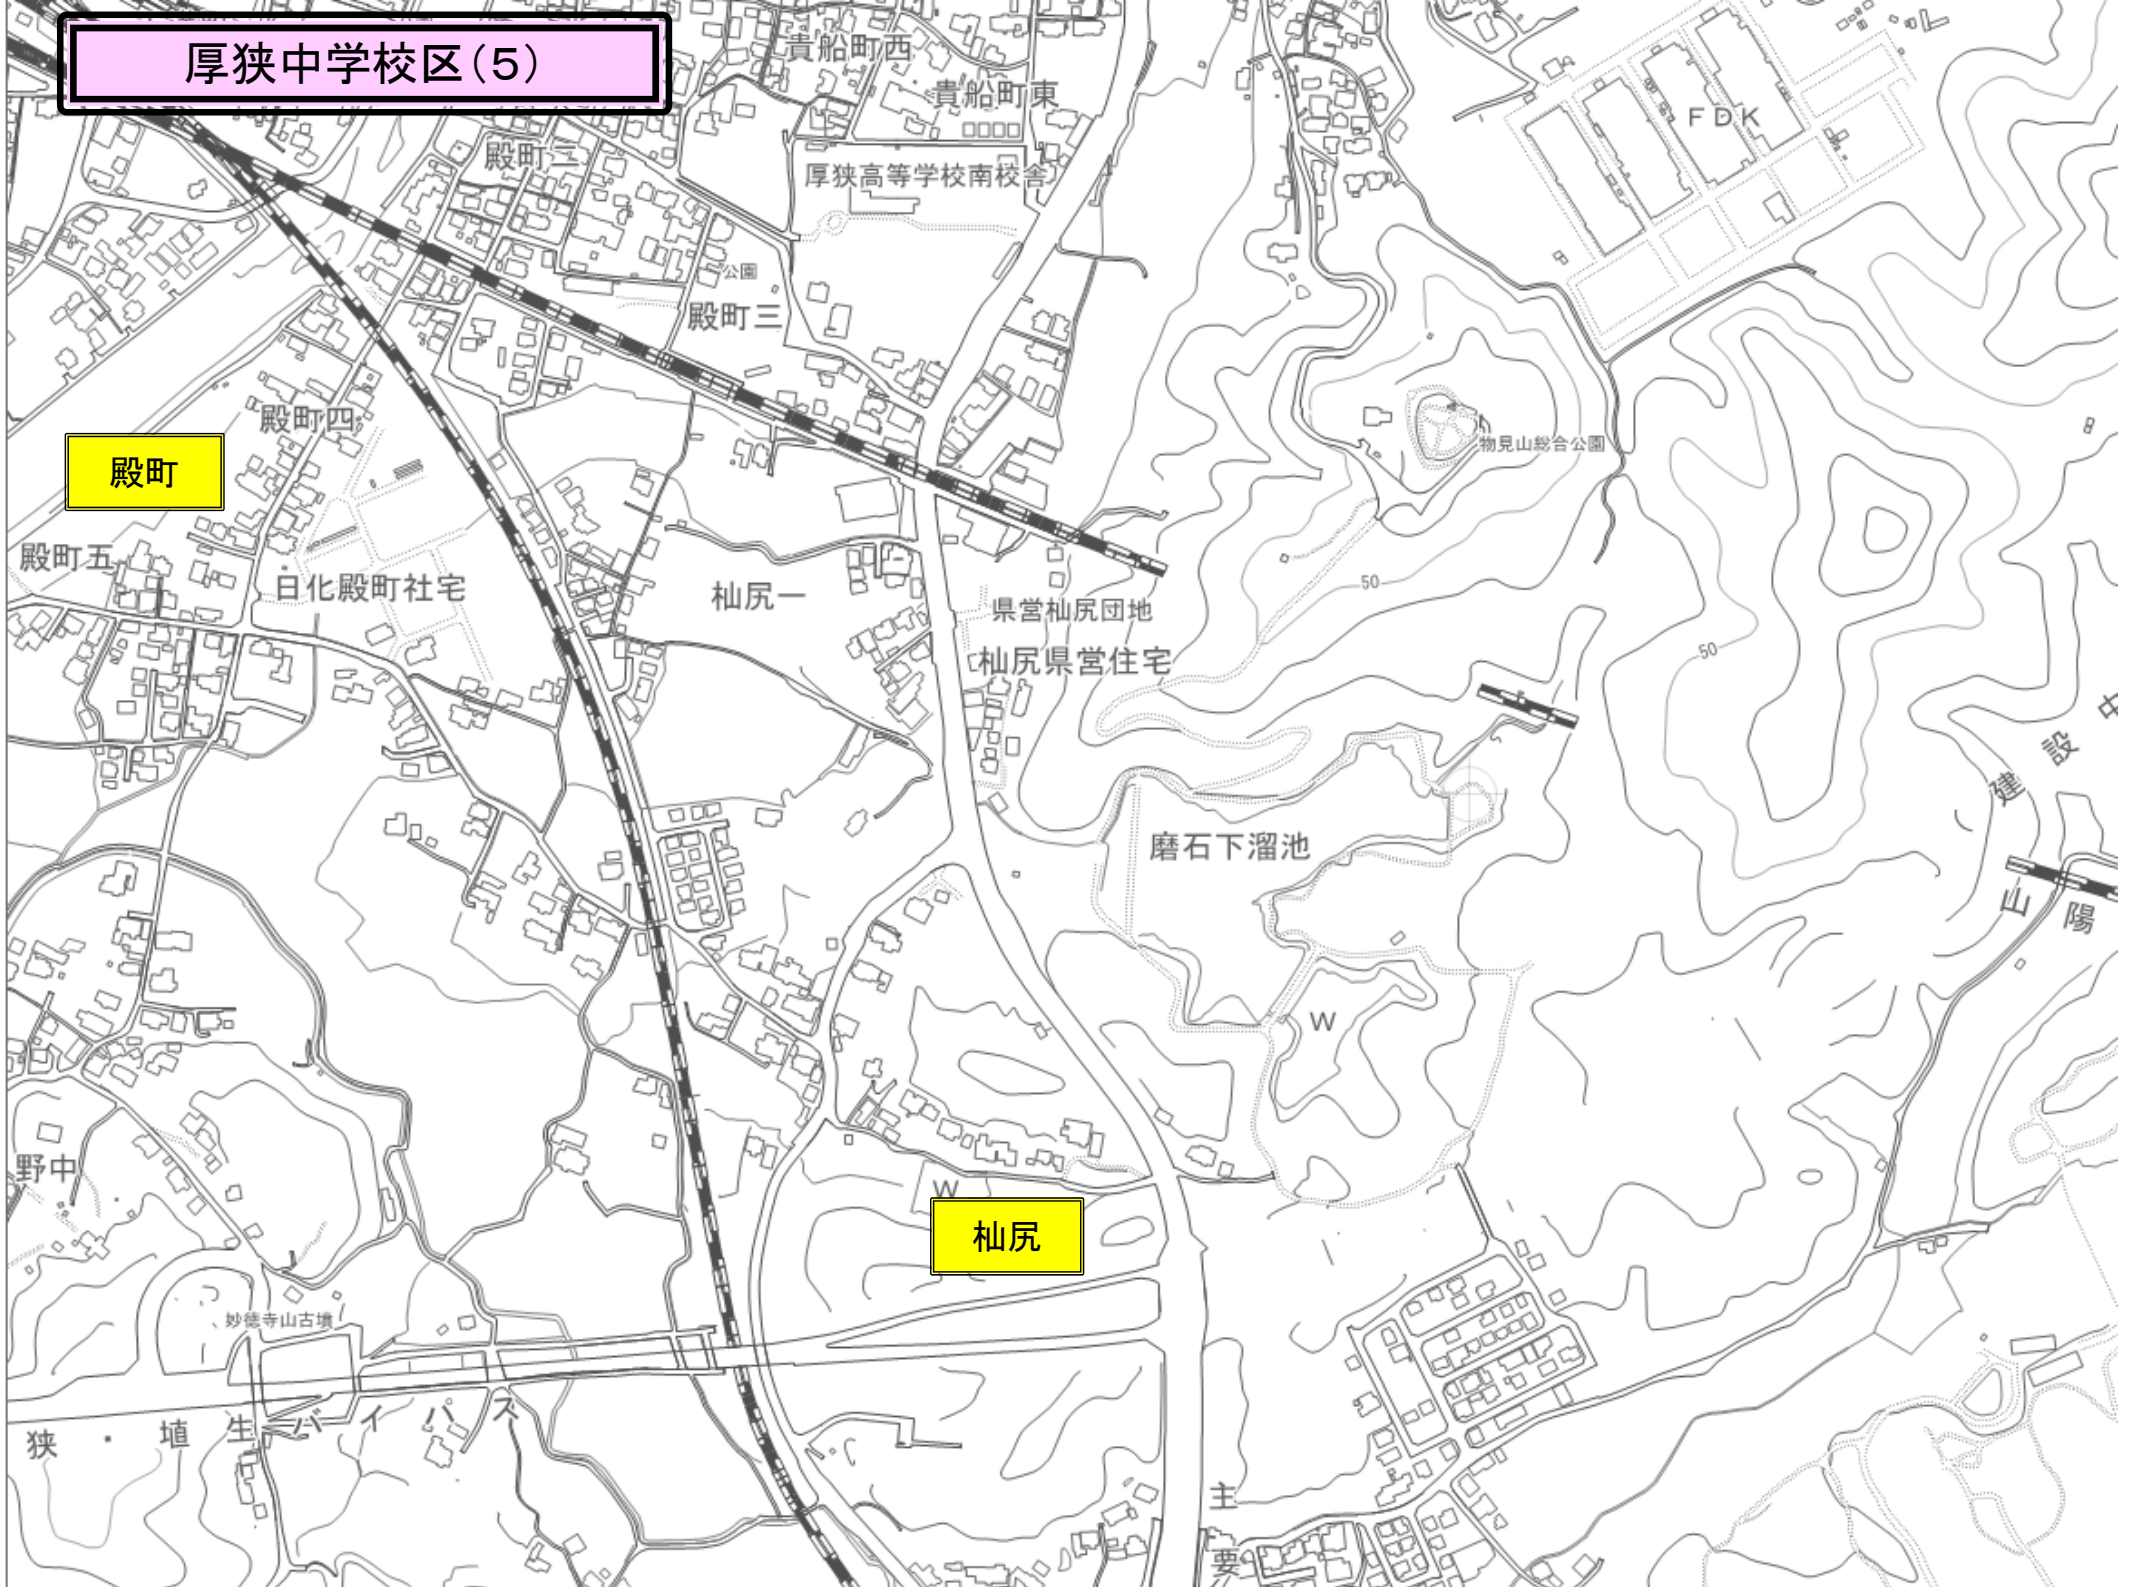 厚狭中学校区(5)
貴船町西
貴船町東
FDK
殿町二
厚狭高等学校南校舎
公園
殿町三
殿町四
物見山総合公園
殿町
殿町五
日化殿町社宅
杣尻一
50
県営杣尻団地
杣尻県営住宅
50
建設中
磨石下溜池
山陽
W
野中
W
杣尻
妙徳寺山古墳
狭・埴生バイパス
主要